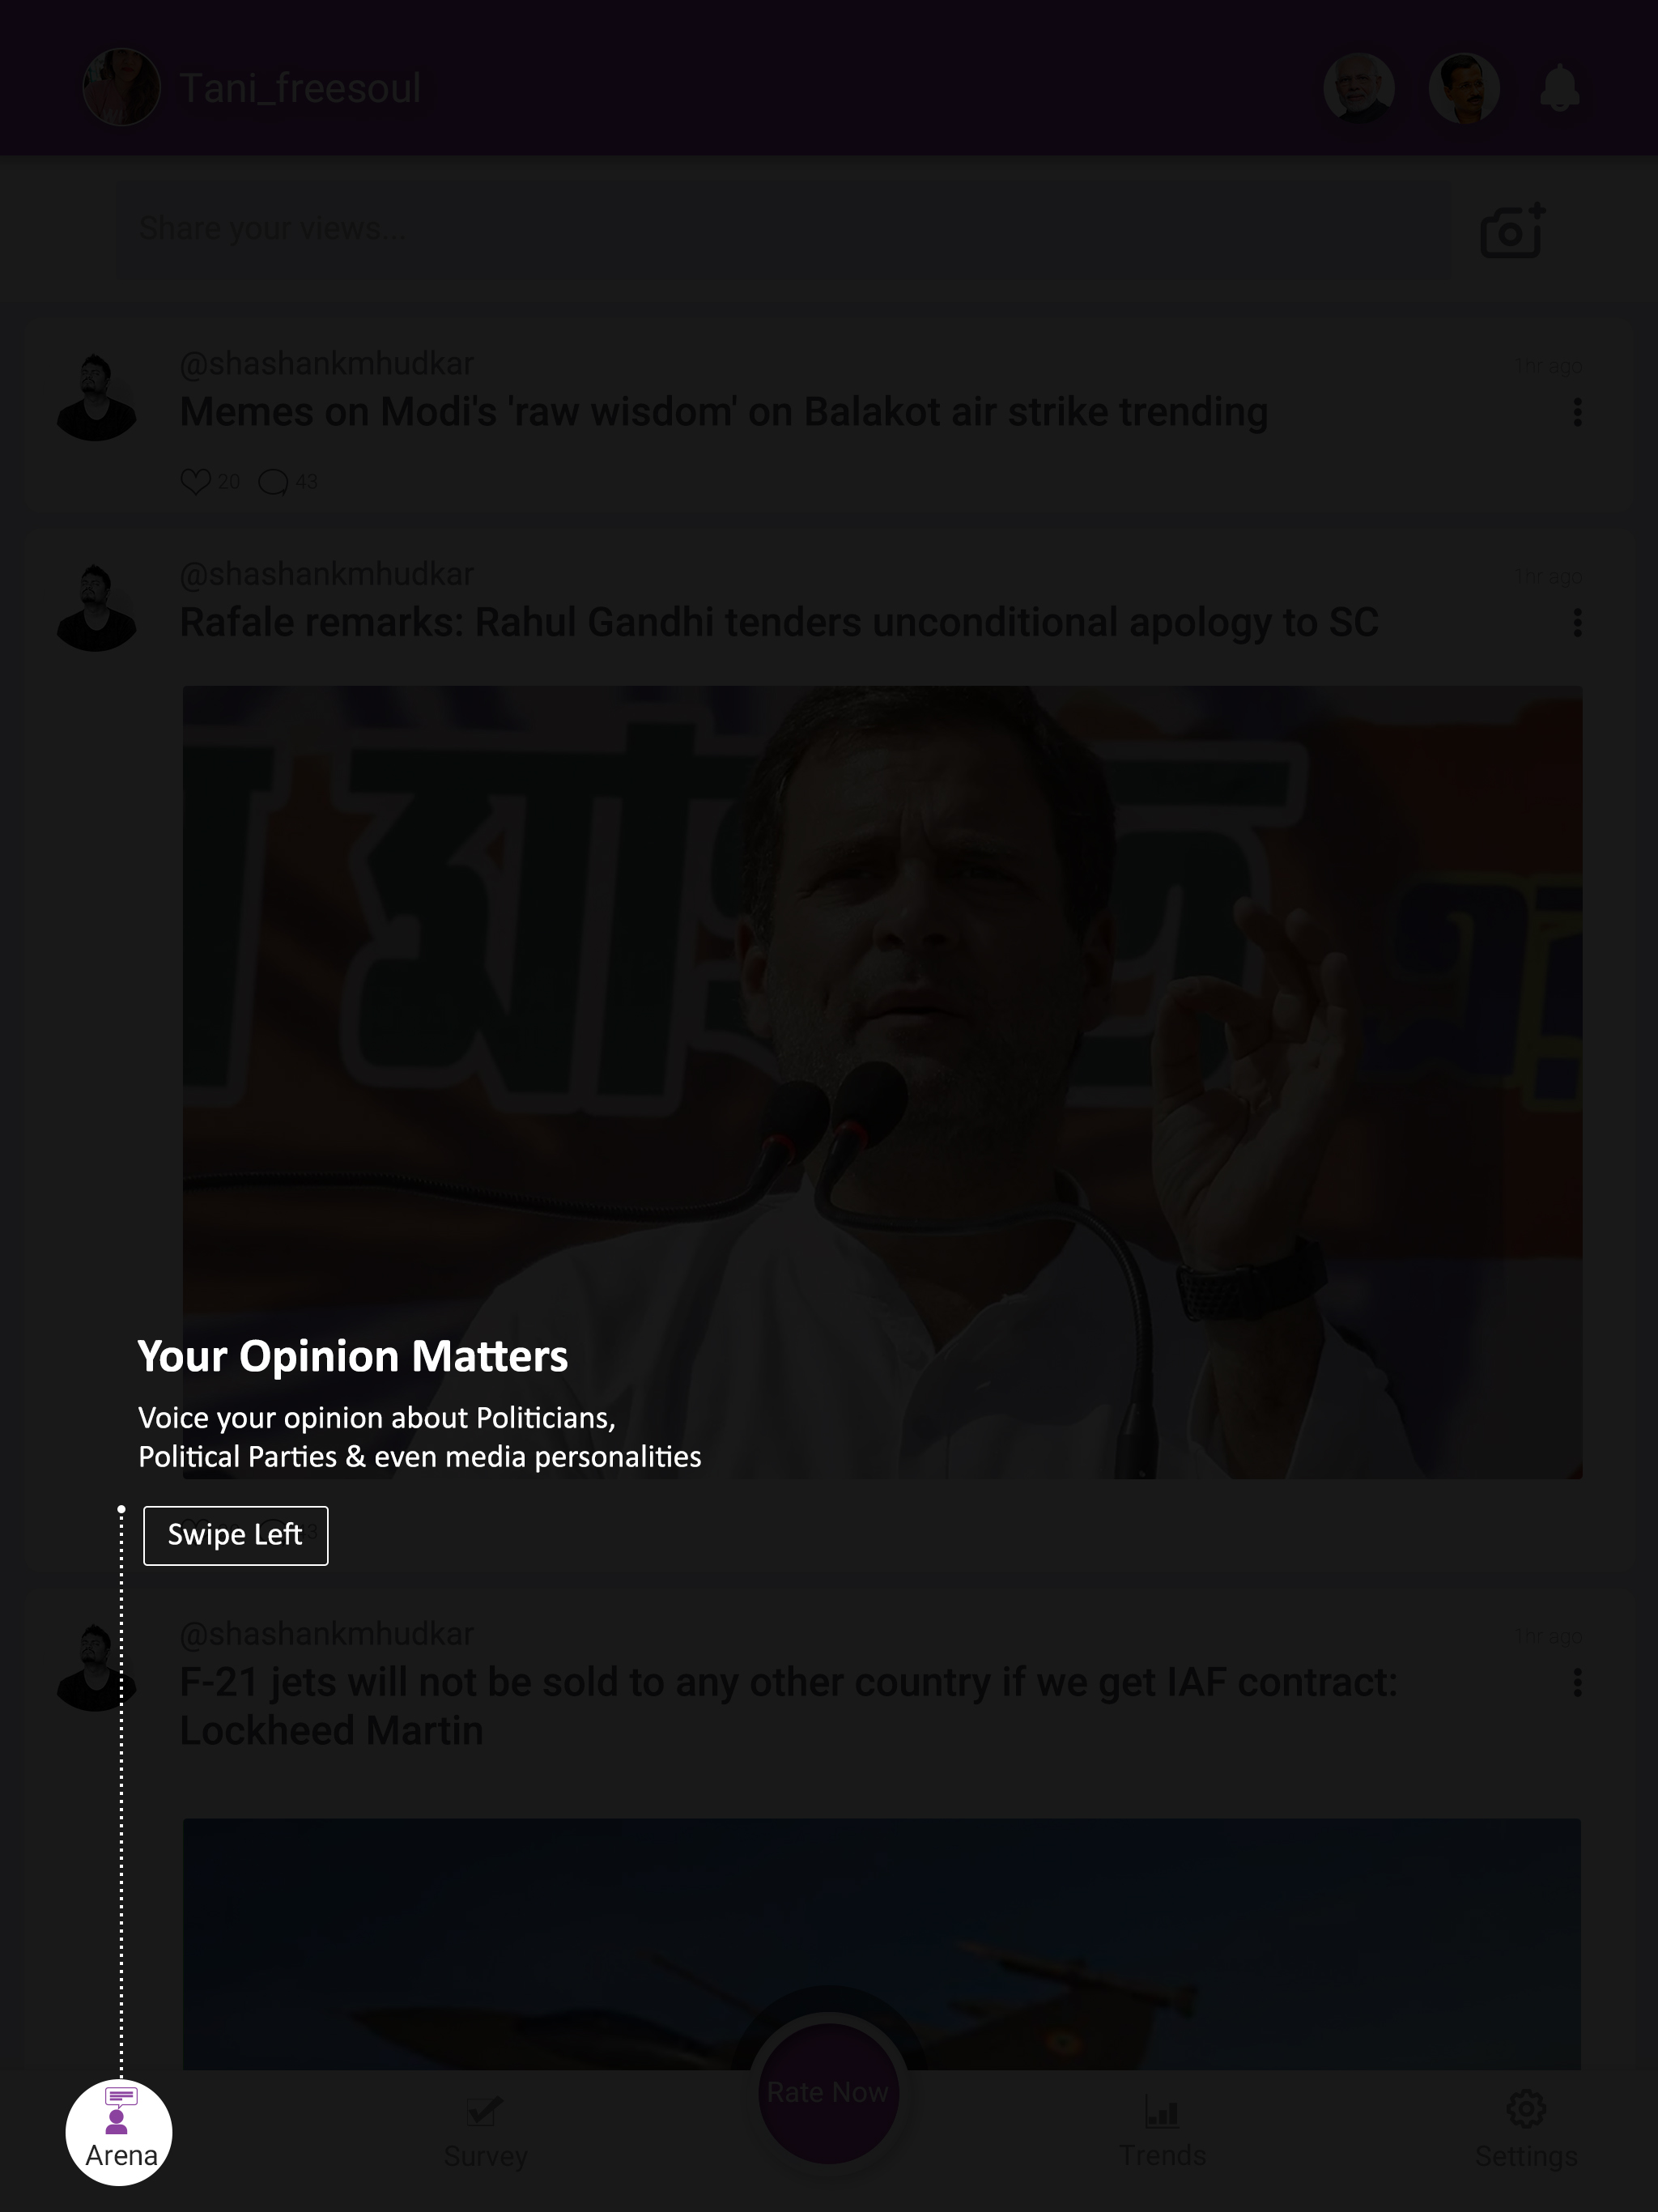 Tani_freesoul
Share your views...
@shashankmhudkar
1hr ago
Memes on Modi's 'raw wisdom' on Balakot air strike trending
20 43
@shashankmhudkar
1hr ago
Rafale remarks: Rahul Gandhi tenders unconditional apology to SC
Your Opinion Matters
Voice your opinion about Politicians,
Political Parties & even media personalities
Swipe Left
@shashankmhudkar
1hr ago
F-21 jets will not be sold to any other country if we get IAF contract:
Lockheed Martin
Rate Now
Arena
Survey
Trends
Settings